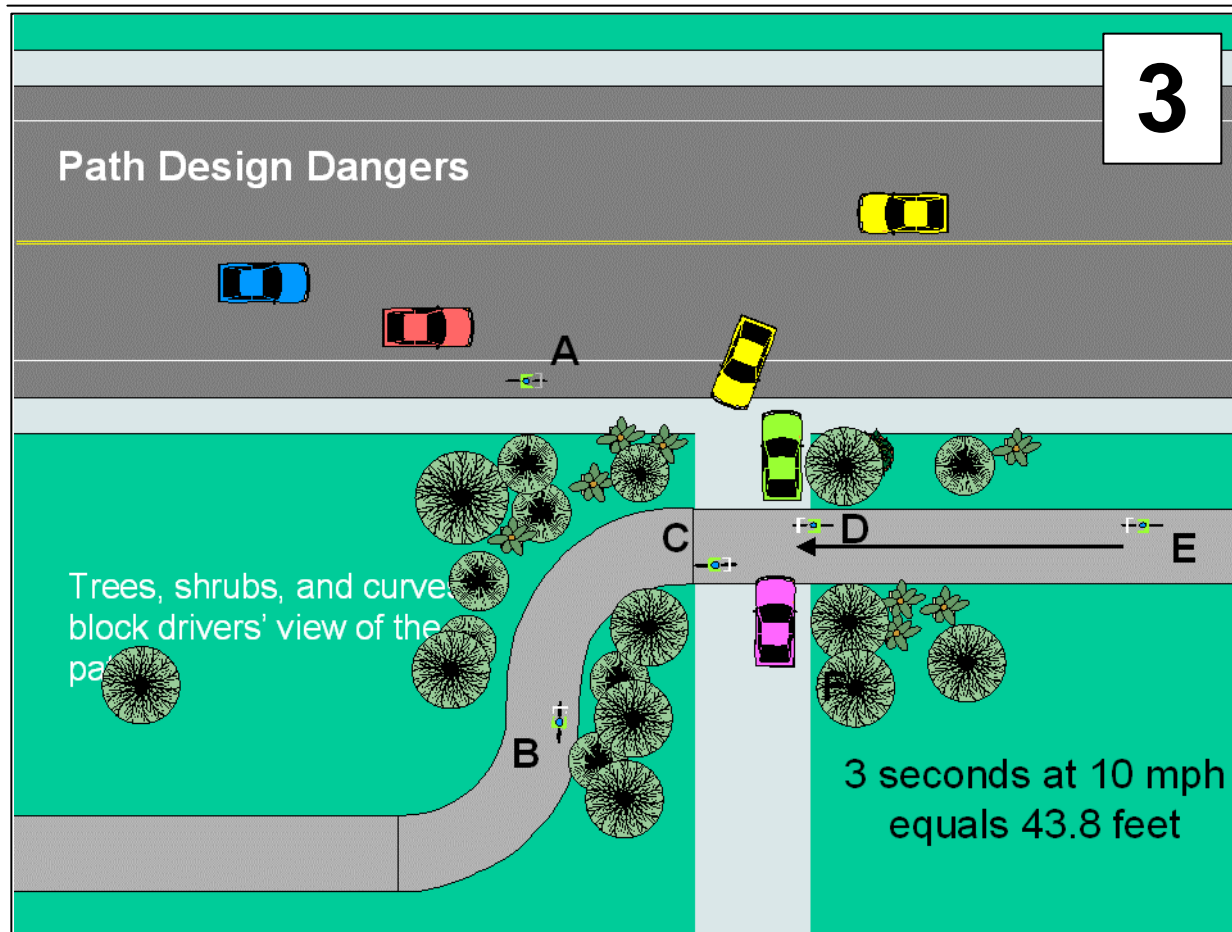 3
Path Design Dangers
A
C
D
E
Trees, shrubs, and curves
block drivers' view of the
B
F
3 seconds at 10 mph
equals 43.8 feet